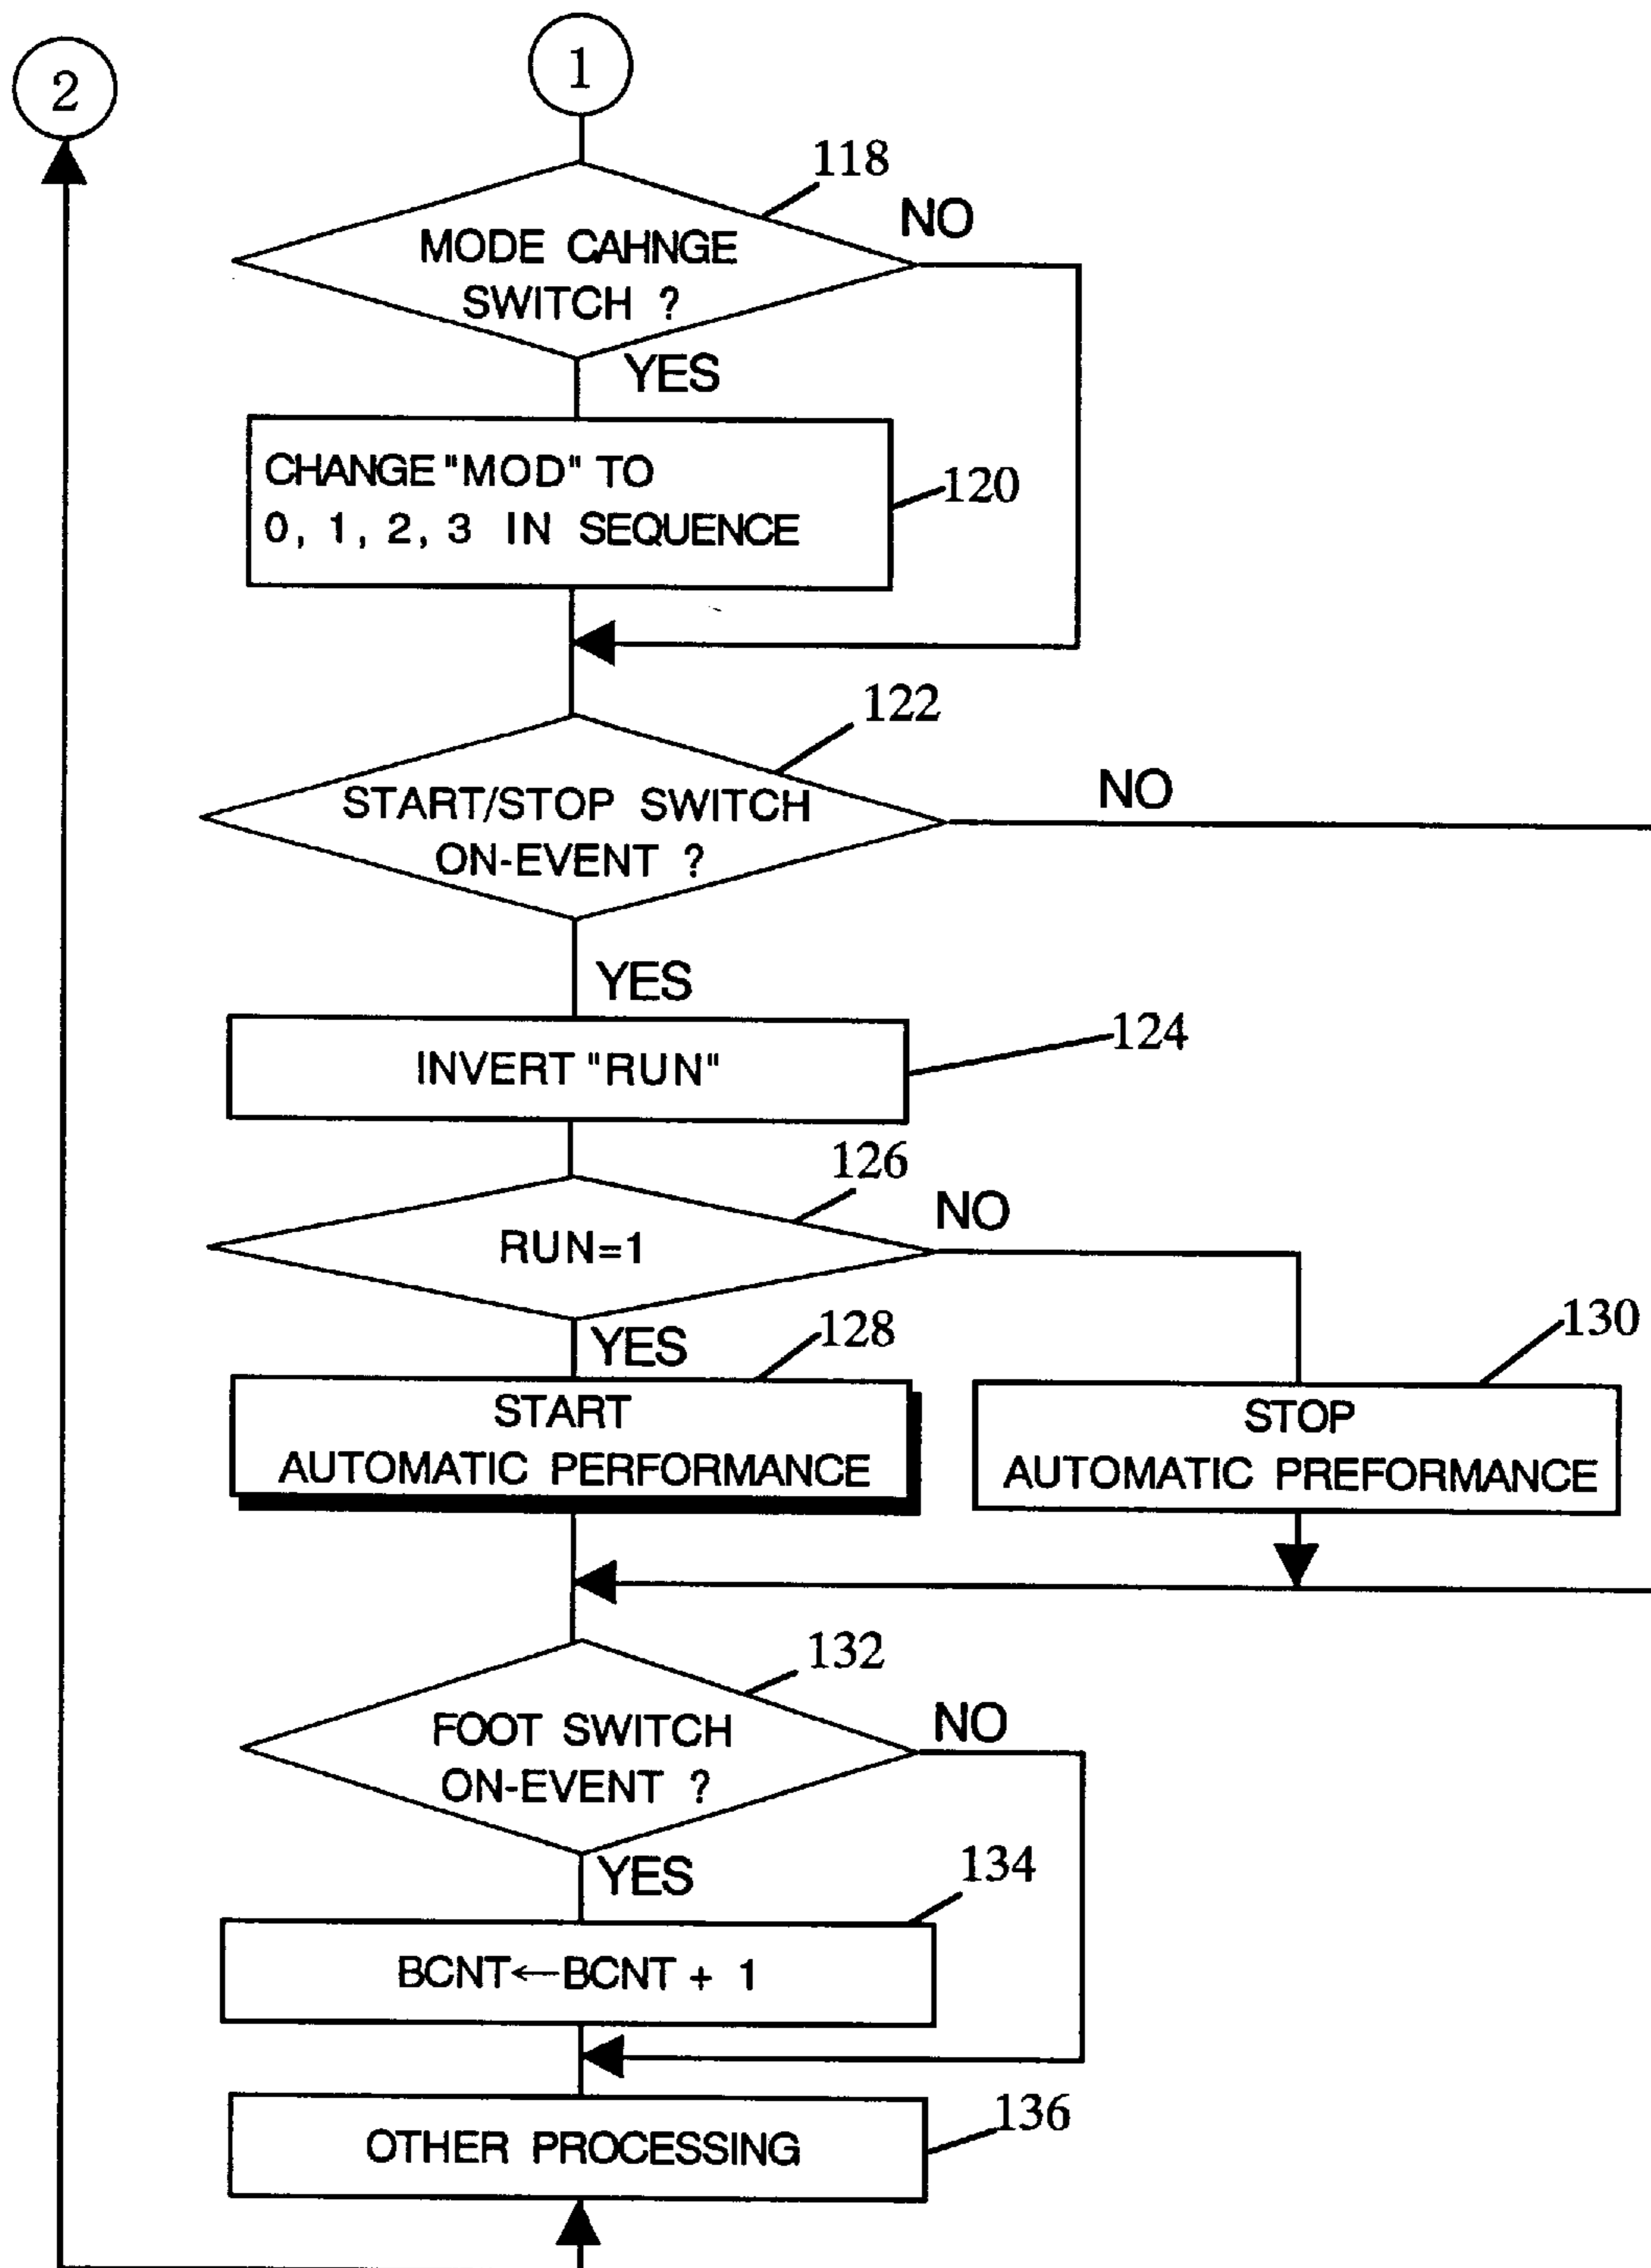 2
1
118
NO
MODE CAHNGE
SWITCH ?
YES
CHANGE "MOD" TO
0, 1, 2, 3 IN SEQUENCE
120
122
NO
START/STOP SWITCH
ON-EVENT ?
YES
INVERT "RUN"
124
126
NO
RUN=1
YES
128
130
START
AUTOMATIC PERFORMANCE
STOP
AUTOMATIC PREFORMANCE
132
NO
FOOT SWITCH
ON-EVENT ?
YES
134
BCNT←BCNT + 1
OTHER PROCESSING
136